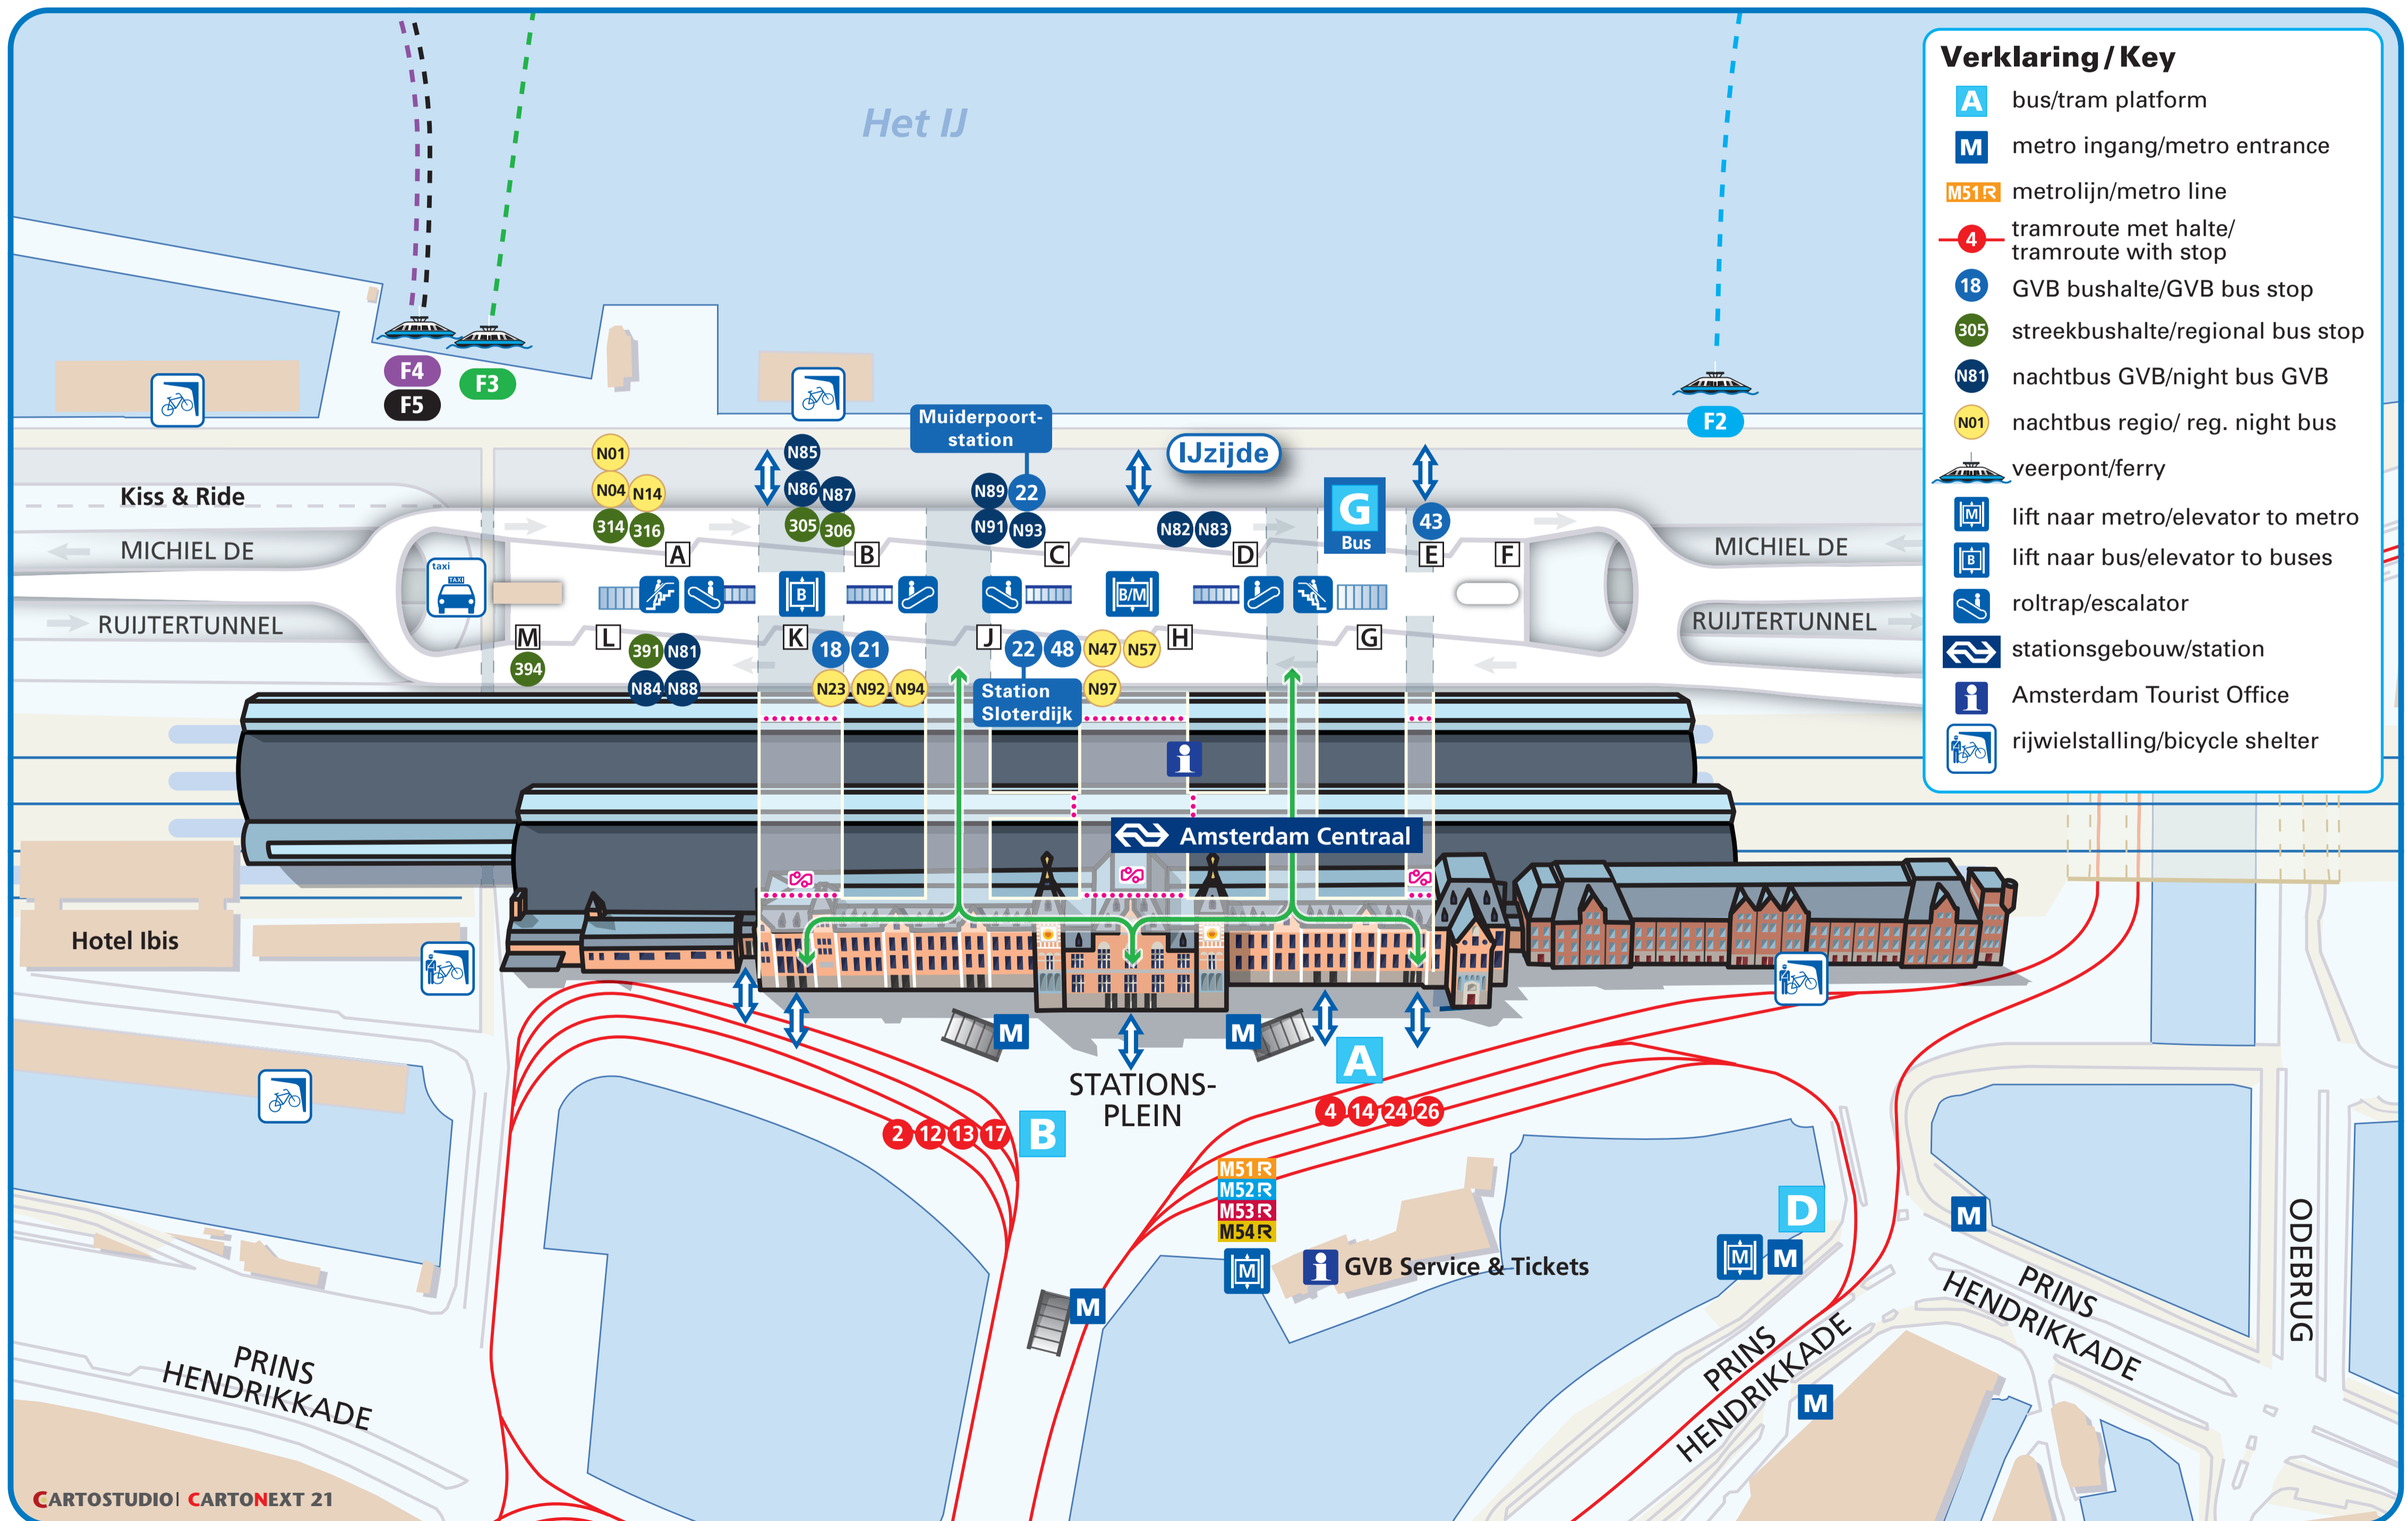 Het IJ
Verklaring/Key
A bus/tram platform
M metro ingang/metro entrance
M51R metrolijn/metro line
4 tramroute met halte/
tramroute with stop
18 GVB bushalte/GVB bus stop
305 streekbushalte/regional bus stop
N81 nachtbus GVB/night bus GVB
N01 nachtbus regio/ reg. night bus
veerpont/ferry
M lift naar metro/elevator to metro
B lift naar bus/elevator to buses
roltrap/escalator
stationsgebouw/station
i Amsterdam Tourist Office
rijwielstalling/bicycle shelter
F4
F5
F3
F2
Muiderpoort-
station
IJzijde
Kiss & Ride
MICHIEL DE
RUIJTERTUNNEL
taxi
TAXI
N01
N04 N14
314 316
N85
N86 N87
305 306
N89 22
N91 N93
N82 N83
G
Bus
43
A B C D E F
B
B/M
MICHIEL DE
RUIJTERTUNNEL
M L K J H G
394
391 N81
N84 N88
18 21
N23 N92 N94
22 48 N47 N57
N97
Station
Sloterdijk
i
Amsterdam Centraal
Hotel Ibis
M
M
STATIONS-
PLEIN
A
4 14 24 26
2 12 13 17
B
M51R
M52R
M53R
M54R
M
i GVB Service & Tickets
M
D
M M
M
M
ODEBRUG
PRINS
HENDRIKKADE
PRINS
HENDRIKKADE
PRINS
HENDRIKKADE
CARTOSTUDIO| CARTONEXT 21